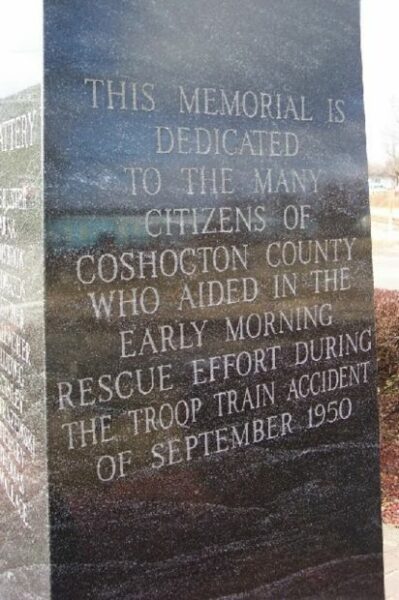 THIS MEMORIAL IS
DEDICATED
TO THE MANY
CITIZENS OF
COSHOCTON COUNTY
WHO AIDED IN THE
EARLY MORNING
RESCUE EFFORT DURING
THE TROOP TRAIN ACCIDENT
OF SEPTEMBER 1950